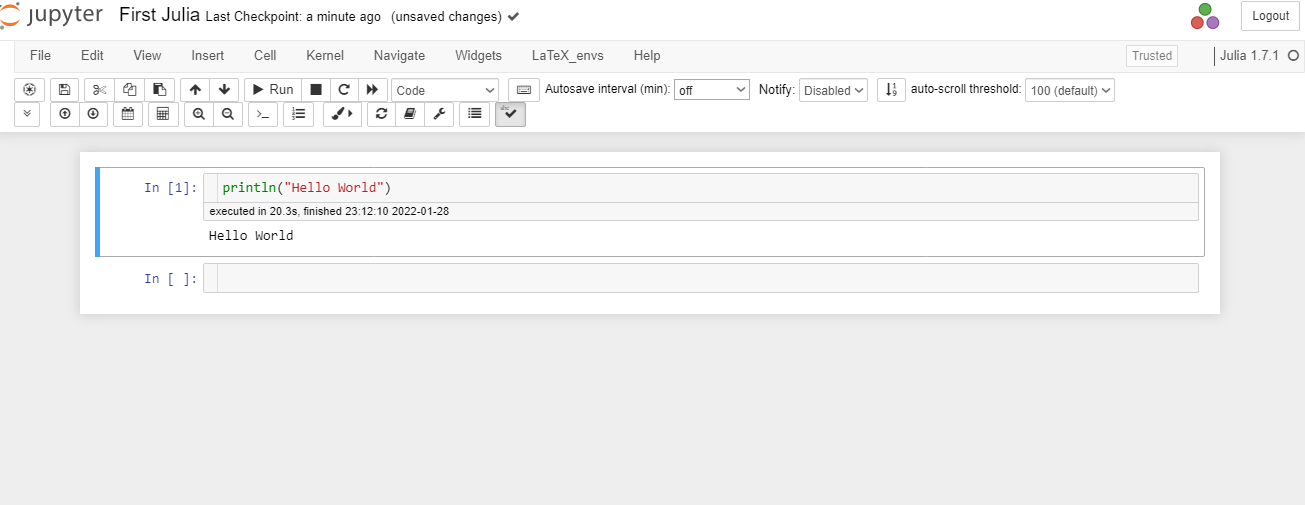 jupyter First Julia Last Checkpoint: a minute ago (unsaved changes) Logout
File Edit View Insert Cell Kernel Navigate Widgets LaTeX_envs Help Trusted Julia 1.7.1
Run Code Autosave interval (min): off Notify: Disabled auto-scroll threshold: 100 (default)
abc
In [1]: println("Hello World")
executed in 20.3s, finished 23:12:10 2022-01-28
Hello World
In [ ]: